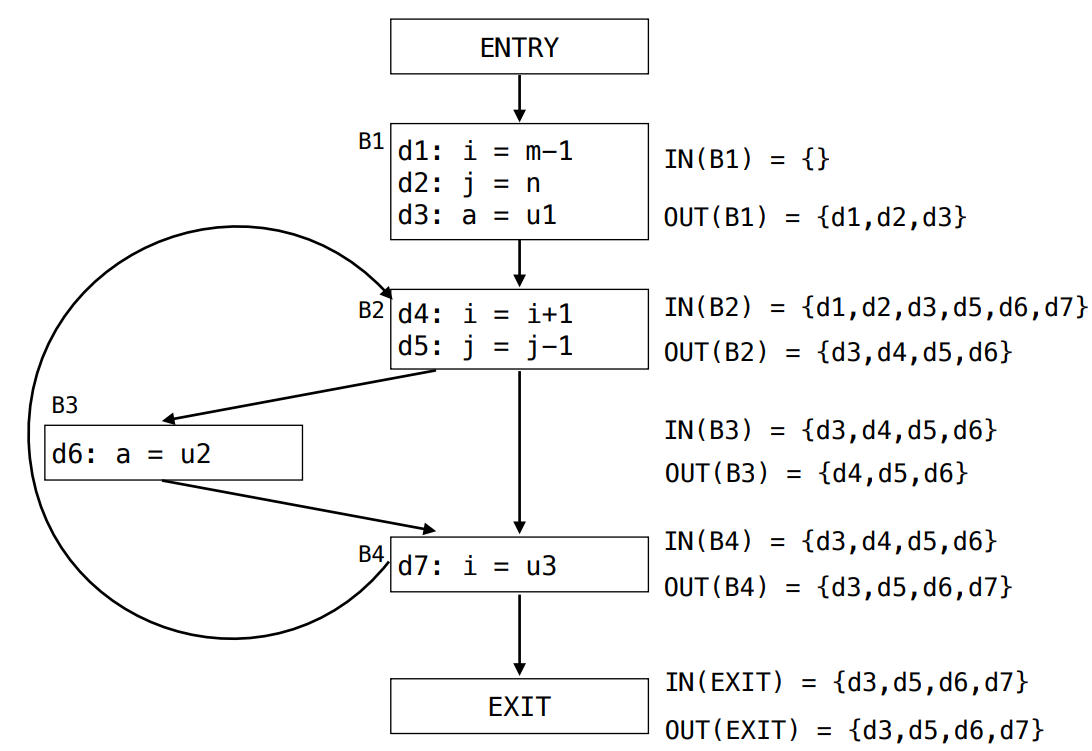 ENTRY
B1
d1: i = m-1
d2: j = n
d3: a = u1
IN(B1) = {}
OUT(B1) = {d1,d2,d3}
B2
d4: i = i+1
d5: j = j-1
IN(B2) = {d1,d2,d3,d5,d6,d7}
OUT(B2) = {d3,d4,d5,d6}
B3
d6: a = u2
IN(B3) = {d3,d4,d5,d6}
OUT(B3) = {d4,d5,d6}
B4
d7: i = u3
IN(B4) = {d3,d4,d5,d6}
OUT(B4) = {d3,d5,d6,d7}
EXIT
IN(EXIT) = {d3,d5,d6,d7}
OUT(EXIT) = {d3,d5,d6,d7}